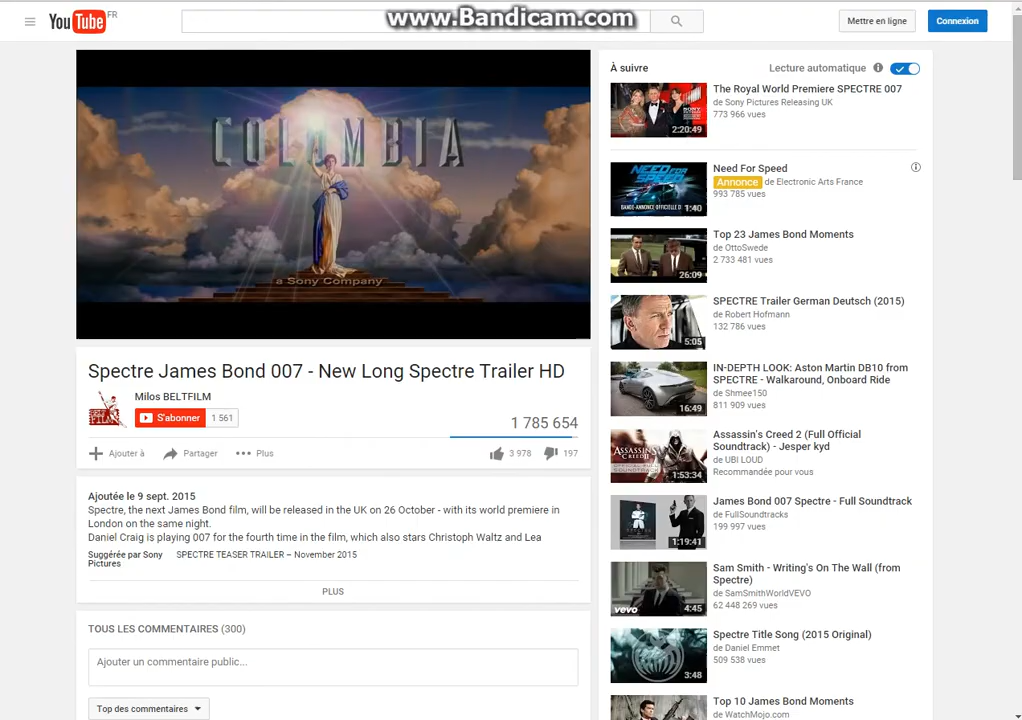 YouTube FR
www.Bandicam.com
Mettre en ligne
Connexion
COLUMBIA
a Sony Company
Spectre James Bond 007 - New Long Spectre Trailer HD
Milos BELTFILM
S'abonner 1 561
1 785 654
Ajouter à Partager Plus
3 978 197
Ajoutée le 9 sept. 2015
Spectre, the next James Bond film, will be released in the UK on 26 October - with its world premiere in
London on the same night.
Daniel Craig is playing 007 for the fourth time in the film, which also stars Christoph Waltz and Lea
Suggérée par Sony
Pictures
SPECTRE TEASER TRAILER – November 2015
PLUS
TOUS LES COMMENTAIRES (300)
Ajouter un commentaire public...
Top des commentaires
À suivre
Lecture automatique
The Royal World Premiere SPECTRE 007
de Sony Pictures Releasing UK
773 966 vues
2:20:49
Need For Speed
Annonce de Electronic Arts France
993 785 vues
NEED FOR SPEED
BANDE-ANNONCE OFFICIELLE
1:40
Top 23 James Bond Moments
de OttoSwede
2 733 481 vues
26:09
SPECTRE Trailer German Deutsch (2015)
de Robert Hofmann
132 786 vues
5:05
IN-DEPTH LOOK: Aston Martin DB10 from
SPECTRE - Walkaround, Onboard Ride
de Shmee150
811 909 vues
16:49
Assassin's Creed 2 (Full Official
Soundtrack) - Jesper kyd
de UBI LOUD
Recommandée pour vous
ASSASSIN'S
CREED II
1:53:34
James Bond 007 Spectre - Full Soundtrack
de FullSoundtracks
199 997 vues
1:19:41
Sam Smith - Writing's On The Wall (from
Spectre)
de SamSmithWorldVEVO
62 448 269 vues
vevo
4:45
Spectre Title Song (2015 Original)
de Daniel Emmet
509 538 vues
3:48
Top 10 James Bond Moments
de WatchMojo.com